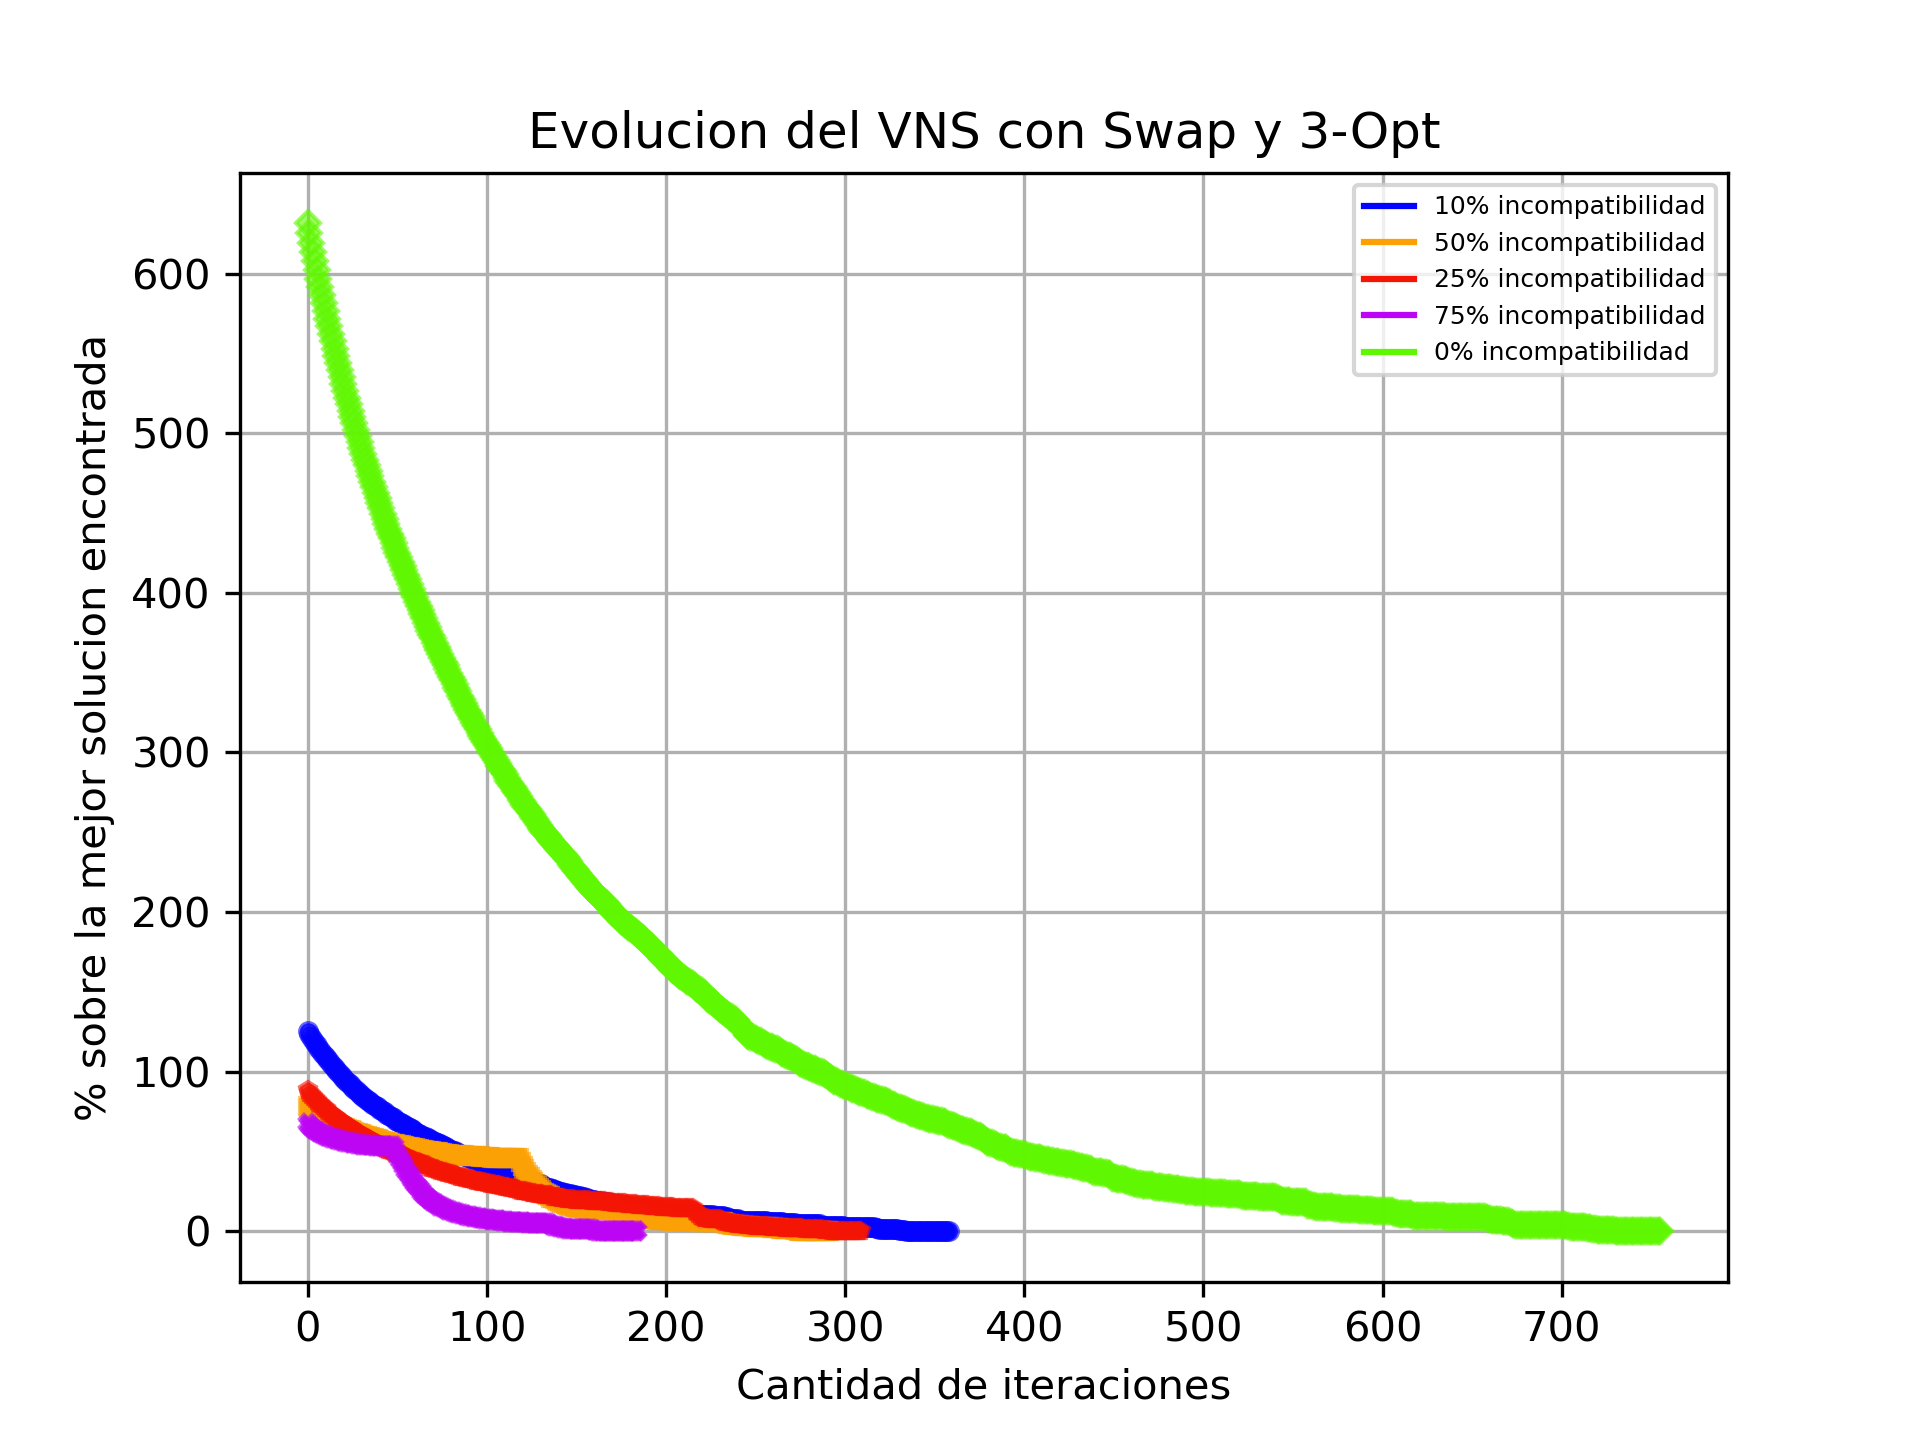 Evolucion del VNS con Swap y 3-Opt
10% incompatibilidad
50% incompatibilidad
25% incompatibilidad
75% incompatibilidad
0% incompatibilidad
% sobre la mejor solucion encontrada
600
500
400
300
200
100
0
0 100 200 300 400 500 600 700
Cantidad de iteraciones